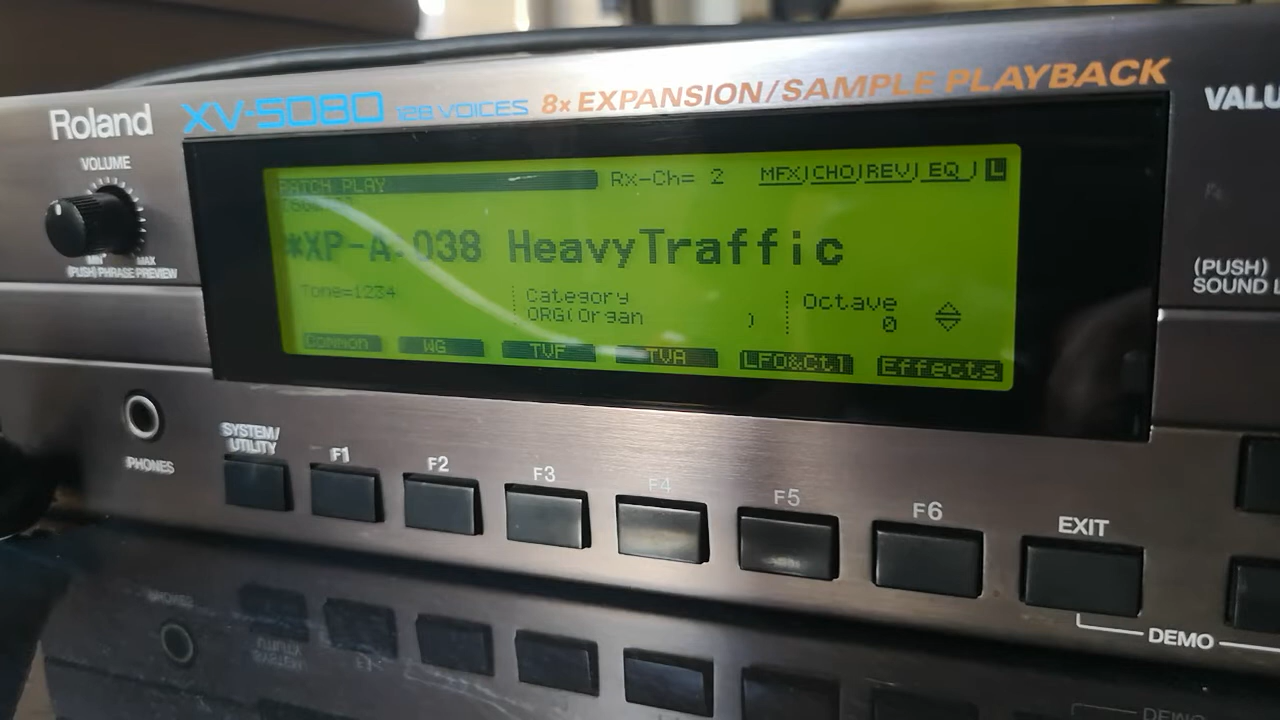 Roland XV-5080 128 VOICES 8x EXPANSION/SAMPLE PLAYBACK
VOLUME
MIN MAX
(PUSH) PHRASE PREVIEW
PATCH PLAY Rx-Ch= 2 MFX) CHO) REV) EQ ) L
*XP-A:038 HeavyTraffic
Tone=1234 Category Octave
ORG(Organ ) 0
Common WG TVF TVA LFO&Ctl Effects
(PUSH)
PHONES
SYSTEM/
UTILITY
F1 F2 F3 F4 F5 F6 EXIT
DEMO